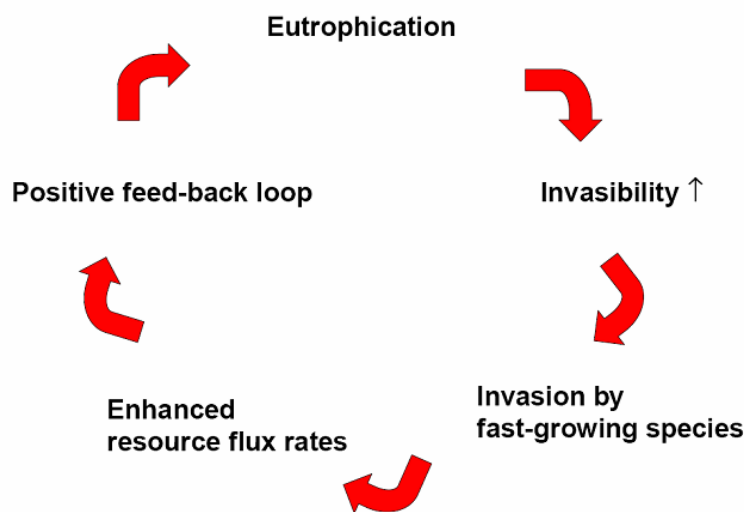 Eutrophication
Positive feed-back loop
Invasibility ↑
Invasion by
fast-growing species
Enhanced
resource flux rates